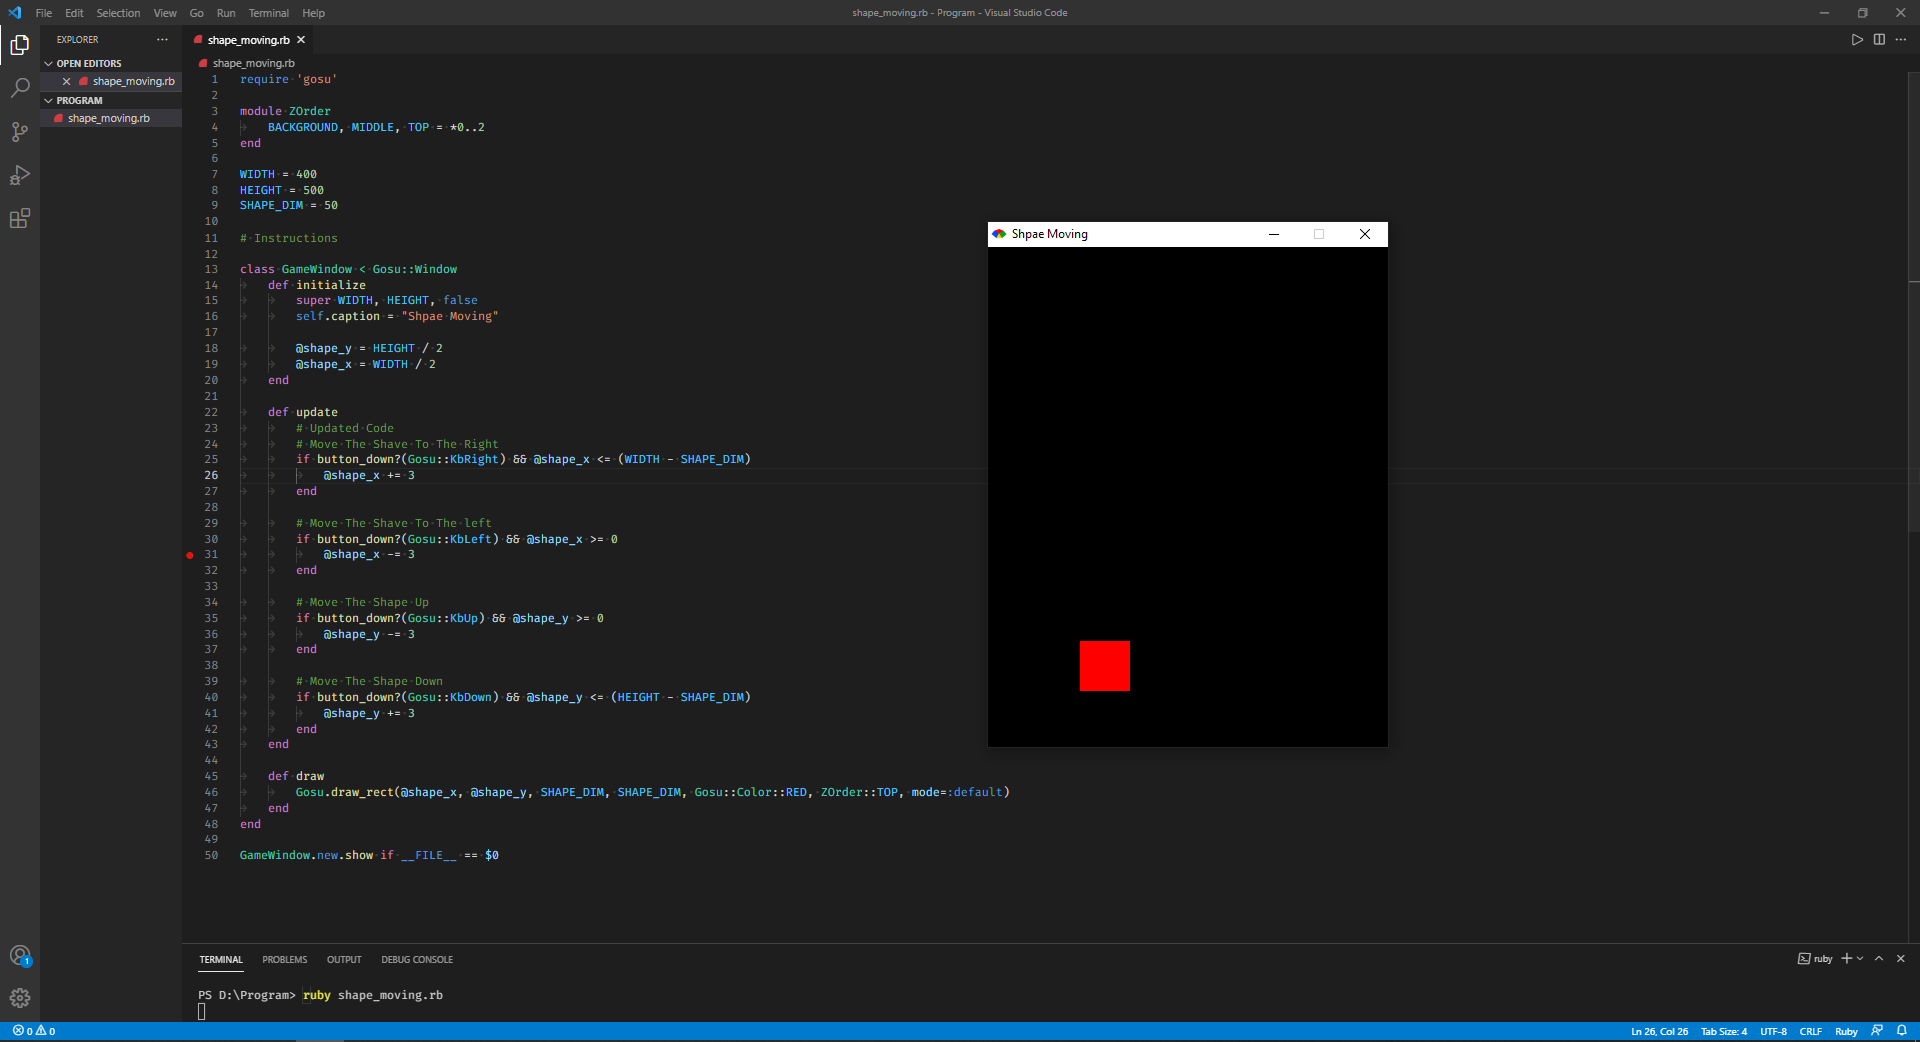 File Edit Selection View Go Run Terminal Help
shape_moving.rb - Program - Visual Studio Code
EXPLORER
OPEN EDITORS
shape_moving.rb
PROGRAM
shape_moving.rb
shape_moving.rb
shape_moving.rb
1 require 'gosu'
2
3 module ZOrder
4 BACKGROUND, MIDDLE, TOP = *0..2
5 end
6
7 WIDTH = 400
8 HEIGHT = 500
9 SHAPE_DIM = 50
10
11 # Instructions
12
13 class GameWindow < Gosu::Window
14 def initialize
15 super WIDTH, HEIGHT, false
16 self.caption = "Shpae Moving"
17
18 @shape_y = HEIGHT / 2
19 @shape_x = WIDTH / 2
20 end
21
22 def update
23 # Updated Code
24 # Move The Shave To The Right
25 if button_down?(Gosu::KbRight) && @shape_x <= (WIDTH - SHAPE_DIM)
26 @shape_x += 3
27 end
28
29 # Move The Shave To The left
30 if button_down?(Gosu::KbLeft) && @shape_x >= 0
31 @shape_x -= 3
32 end
33
34 # Move The Shape Up
35 if button_down?(Gosu::KbUp) && @shape_y >= 0
36 @shape_y -= 3
37 end
38
39 # Move The Shape Down
40 if button_down?(Gosu::KbDown) && @shape_y <= (HEIGHT - SHAPE_DIM)
41 @shape_y += 3
42 end
43 end
44
45 def draw
46 Gosu.draw_rect(@shape_x, @shape_y, SHAPE_DIM, SHAPE_DIM, Gosu::Color::RED, ZOrder::TOP, mode=:default)
47 end
48 end
49
50 GameWindow.new.show if __FILE__ == $0
Shpae Moving
TERMINAL PROBLEMS OUTPUT DEBUG CONSOLE
ruby
PS D:\Program> ruby shape_moving.rb
1
0 0
Ln 26, Col 26 Tab Size: 4 UTF-8 CRLF Ruby